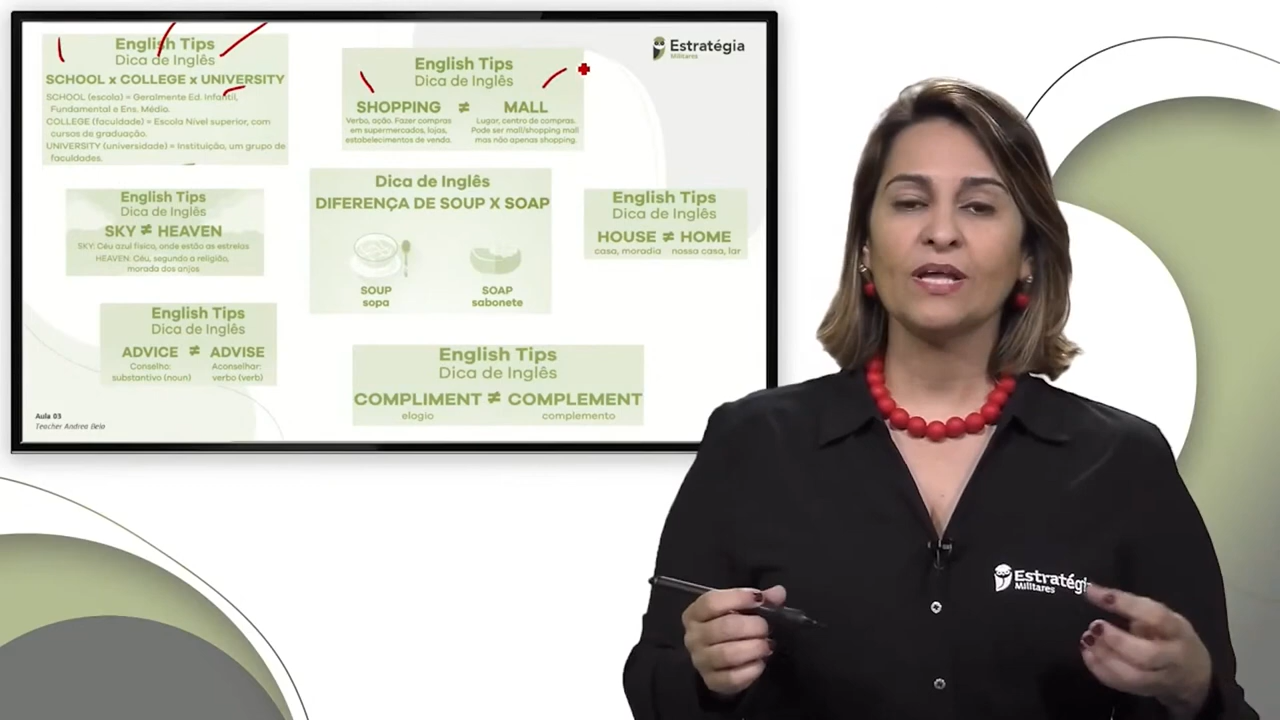 English Tips
Dica de Inglês
SCHOOL x COLLEGE x UNIVERSITY
SCHOOL (escola) = Geralmente Ed. Infantil,
Fundamental e Ens. Médio.
COLLEGE (faculdade) = Escola Nível superior, com
cursos de graduação.
UNIVERSITY (universidade) = Instituição, um grupo de
faculdades.
English Tips
Dica de Inglês
SHOPPING ≠ MALL
Verbo, ação. Fazer compras
em supermercados, lojas,
estabelecimentos de venda.
Lugar, centro de compras.
Pode ser mall/shopping mall
mas não apenas shopping.
Estratégia
Militares
English Tips
Dica de Inglês
SKY ≠ HEAVEN
SKY: Céu azul físico, onde estão as estrelas
HEAVEN: Céu, segundo a religião,
morada dos anjos
Dica de Inglês
DIFERENÇA DE SOUP X SOAP
SOUP
sopa
SOAP
sabonete
English Tips
Dica de Inglês
HOUSE ≠ HOME
casa, moradia nossa casa, lar
English Tips
Dica de Inglês
ADVICE ≠ ADVISE
Conselho:
substantivo (noun)
Aconselhar:
verbo (verb)
English Tips
Dica de Inglês
COMPLIMENT ≠ COMPLEMENT
elogio complemento
Aula 03
Teacher Andrea Belo
Estratégi
Militares